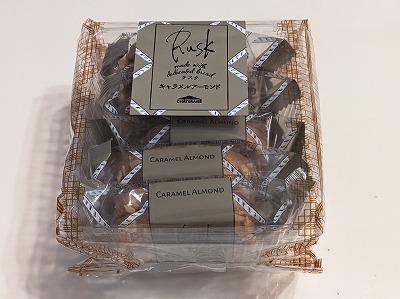 Rusk
made with
dedicated bread
ラスク
キャラメルアーモンド
CHATERAISE
CARAMEL ALMOND
CARAMEL ALMOND